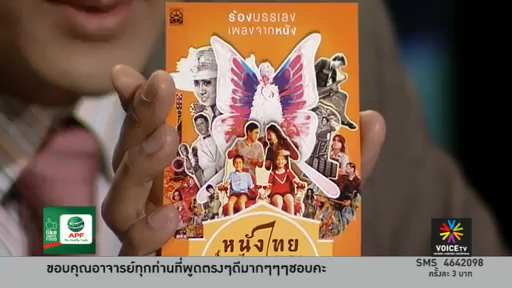 ร้องบรรเลง
เพลงจากหนัง
หนังไทย
like
FOOD
APF
VOICETV
SMS 4642098
ครั้งละ 3 บาท
ขอบคุณอาจารย์ทุกท่านที่พูดตรงๆดีมากๆๆๆชอบคะ